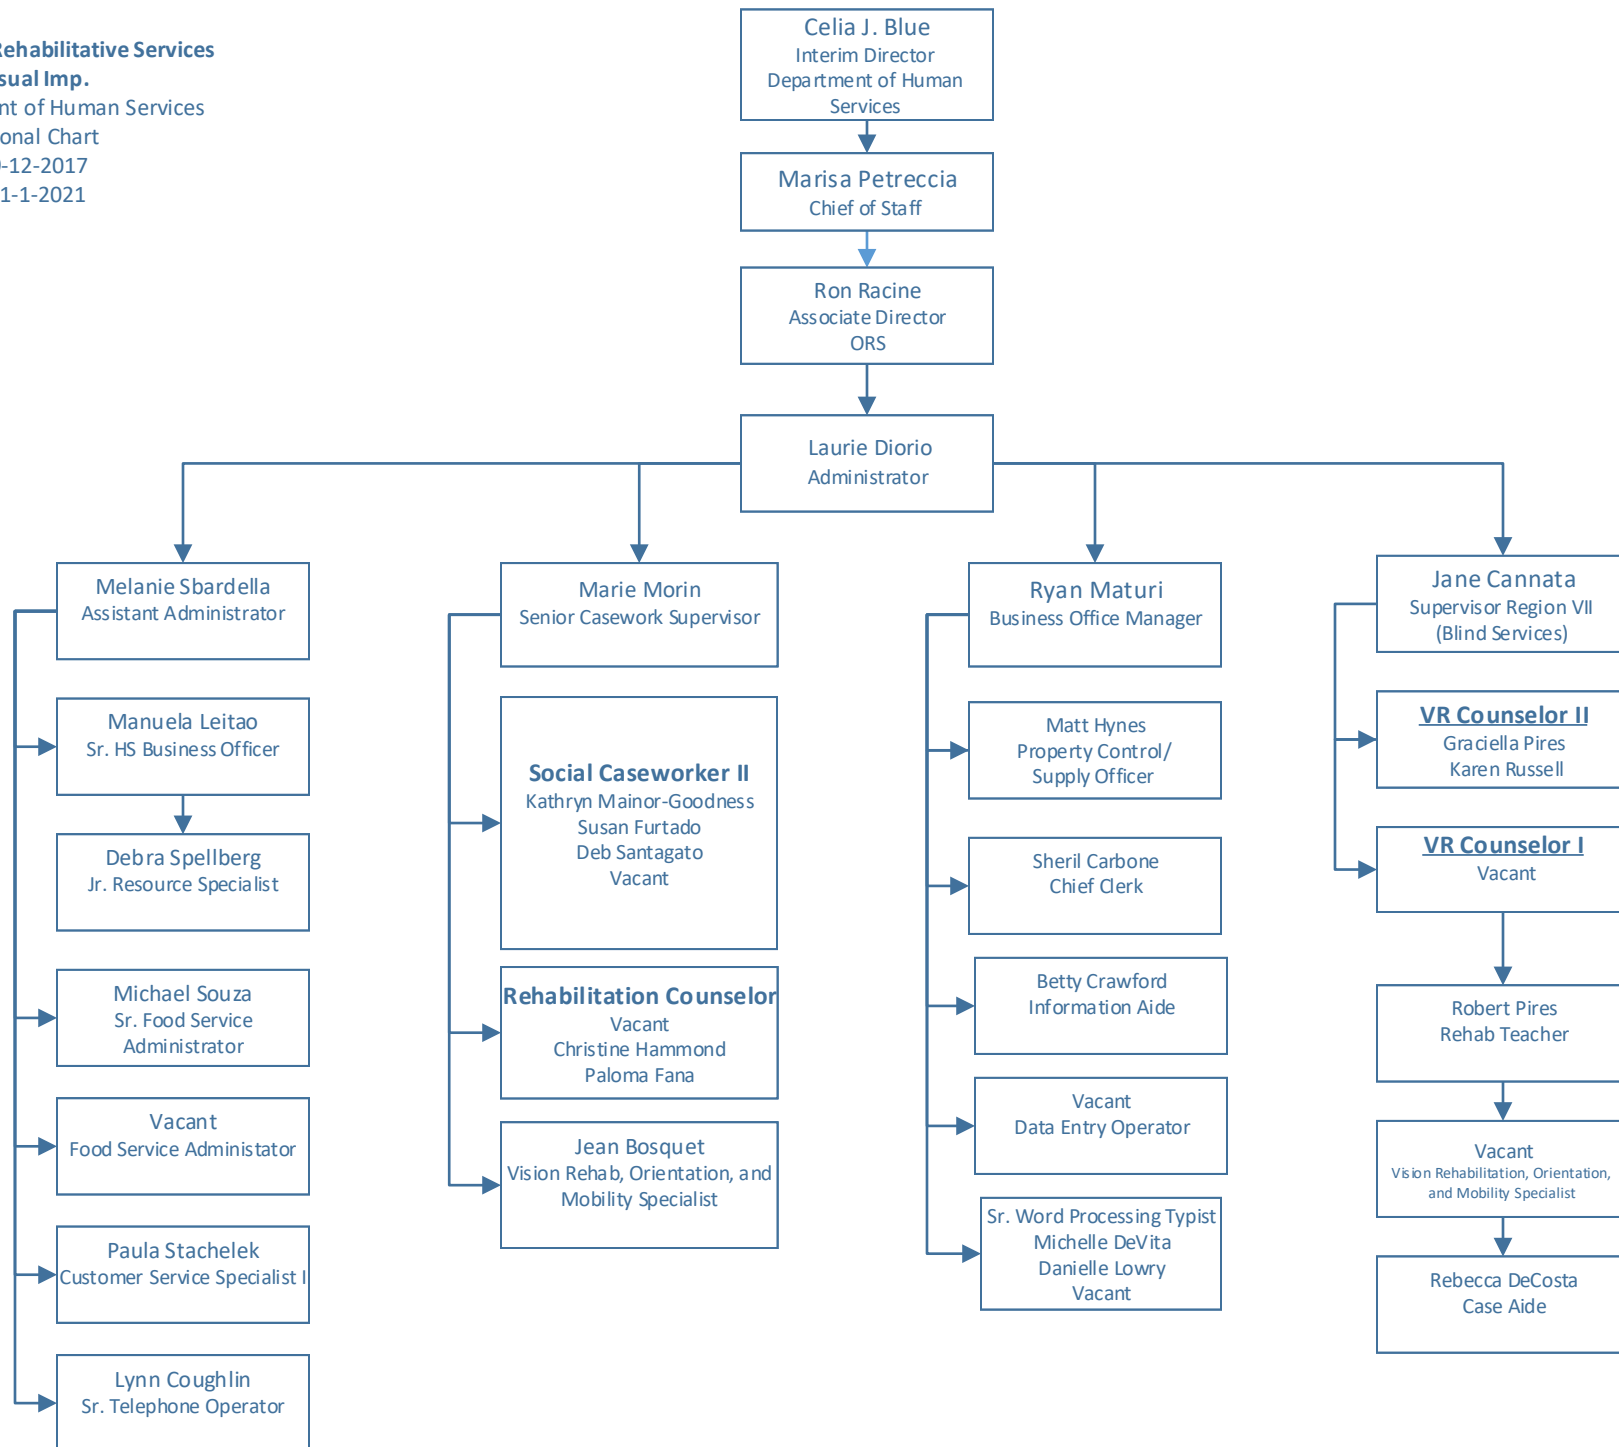 Rehabilitative Services
sual Imp.
nt of Human Services
onal Chart
-12-2017
1-1-2021
Celia J. Blue
Interim Director
Department of Human
Services
Marisa Petreccia
Chief of Staff
Ron Racine
Associate Director
ORS
Laurie Diorio
Administrator
Melanie Sbardella
Assistant Administrator
Manuela Leitao
Sr. HS Business Officer
Debra Spellberg
Jr. Resource Specialist
Michael Souza
Sr. Food Service
Administrator
Vacant
Food Service Administator
Paula Stachelek
Customer Service Specialist I
Lynn Coughlin
Sr. Telephone Operator
Marie Morin
Senior Casework Supervisor
Social Caseworker II
Kathryn Mainor-Goodness
Susan Furtado
Deb Santagato
Vacant
Rehabilitation Counselor
Vacant
Christine Hammond
Paloma Fana
Jean Bosquet
Vision Rehab, Orientation, and
Mobility Specialist
Ryan Maturi
Business Office Manager
Matt Hynes
Property Control/
Supply Officer
Sheril Carbone
Chief Clerk
Betty Crawford
Information Aide
Vacant
Data Entry Operator
Sr. Word Processing Typist
Michelle DeVita
Danielle Lowry
Vacant
Jane Cannata
Supervisor Region VII
(Blind Services)
VR Counselor II
Graciella Pires
Karen Russell
VR Counselor I
Vacant
Robert Pires
Rehab Teacher
Vacant
Vision Rehabilitation, Orientation,
and Mobility Specialist
Rebecca DeCosta
Case Aide